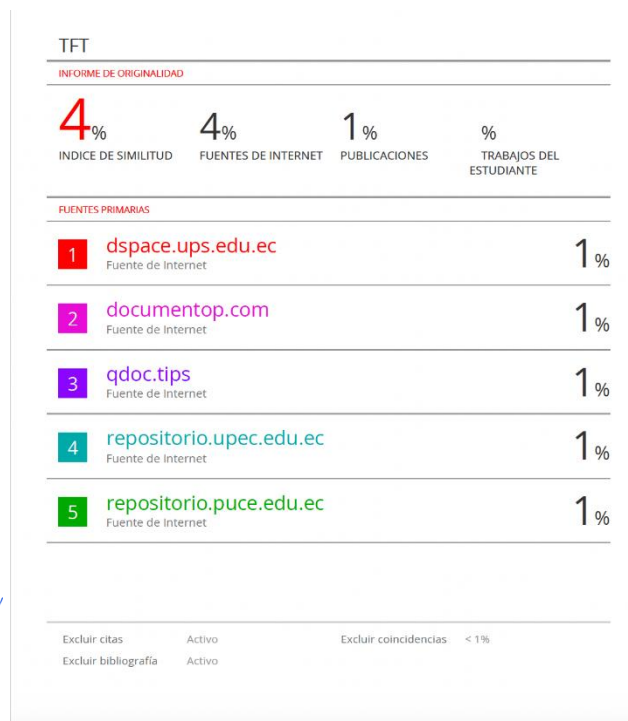 TFT
INFORME DE ORIGINALIDAD
4% 4% 1% %
INDICE DE SIMILITUD FUENTES DE INTERNET PUBLICACIONES TRABAJOS DEL
ESTUDIANTE
FUENTES PRIMARIAS
1 dspace.ups.edu.ec 1%
Fuente de Internet
2 documentop.com 1%
Fuente de Internet
3 qdoc.tips 1%
Fuente de Internet
4 repositorio.upec.edu.ec 1%
Fuente de Internet
5 repositorio.puce.edu.ec 1%
Fuente de Internet
Excluir citas Activo Excluir coincidencias < 1%
Excluir bibliografía Activo